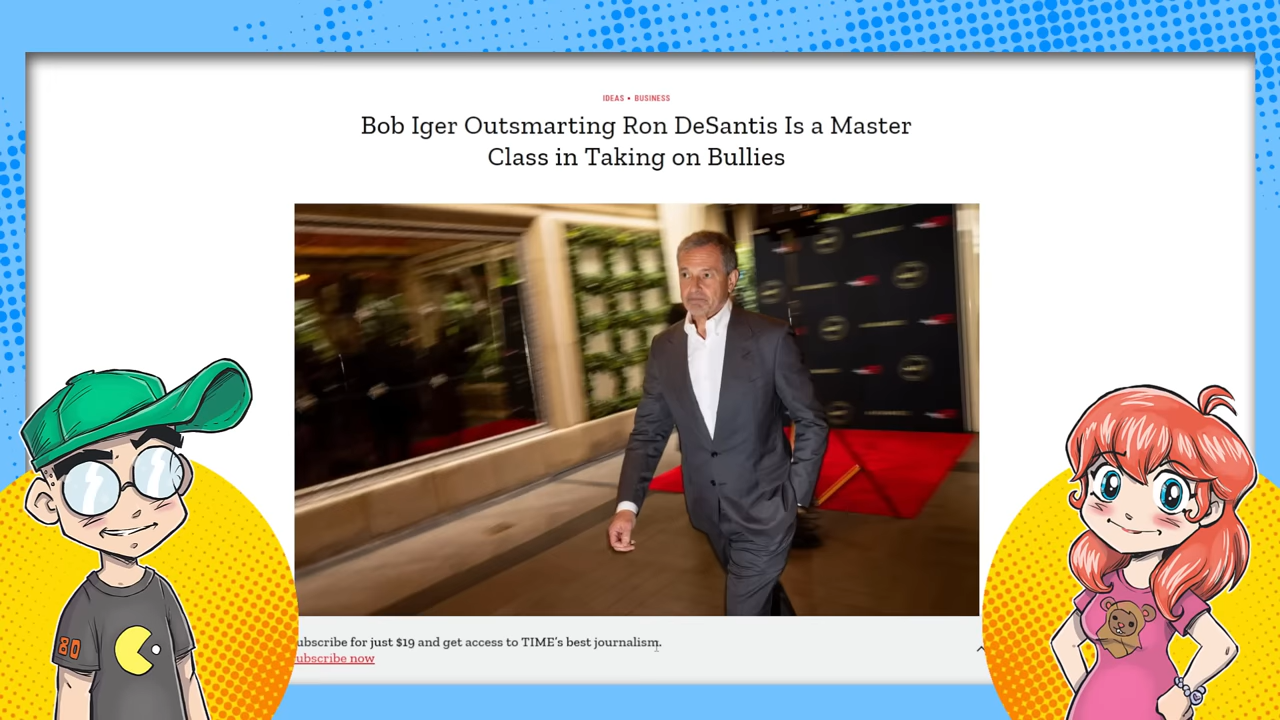 IDEAS • BUSINESS
Bob Iger Outsmarting Ron DeSantis Is a Master
Class in Taking on Bullies
ubscribe for just $19 and get access to TIME's best journalism.
ubscribe now
80